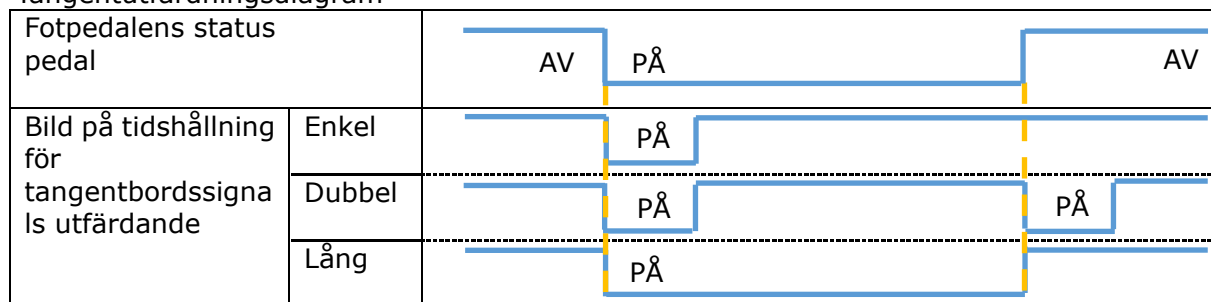 Fotpedalens status
pedal
AV PÅ AV
Bild på tidshållning
för
tangentbordssigna
ls utfärdande
Enkel
PÅ
Dubbel
PÅ PÅ
Lång
PÅ